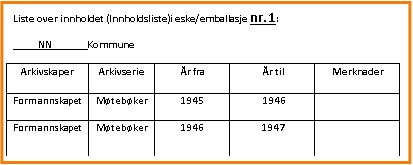 Liste over innholdet (Innholdsliste)i eske/emballasje nr.1:
NN Kommune
Arkivskaper Arkivserie År fra År til Merknader
Formannskapet Møtebøker 1945 1946
Formannskapet Møtebøker 1946 1947